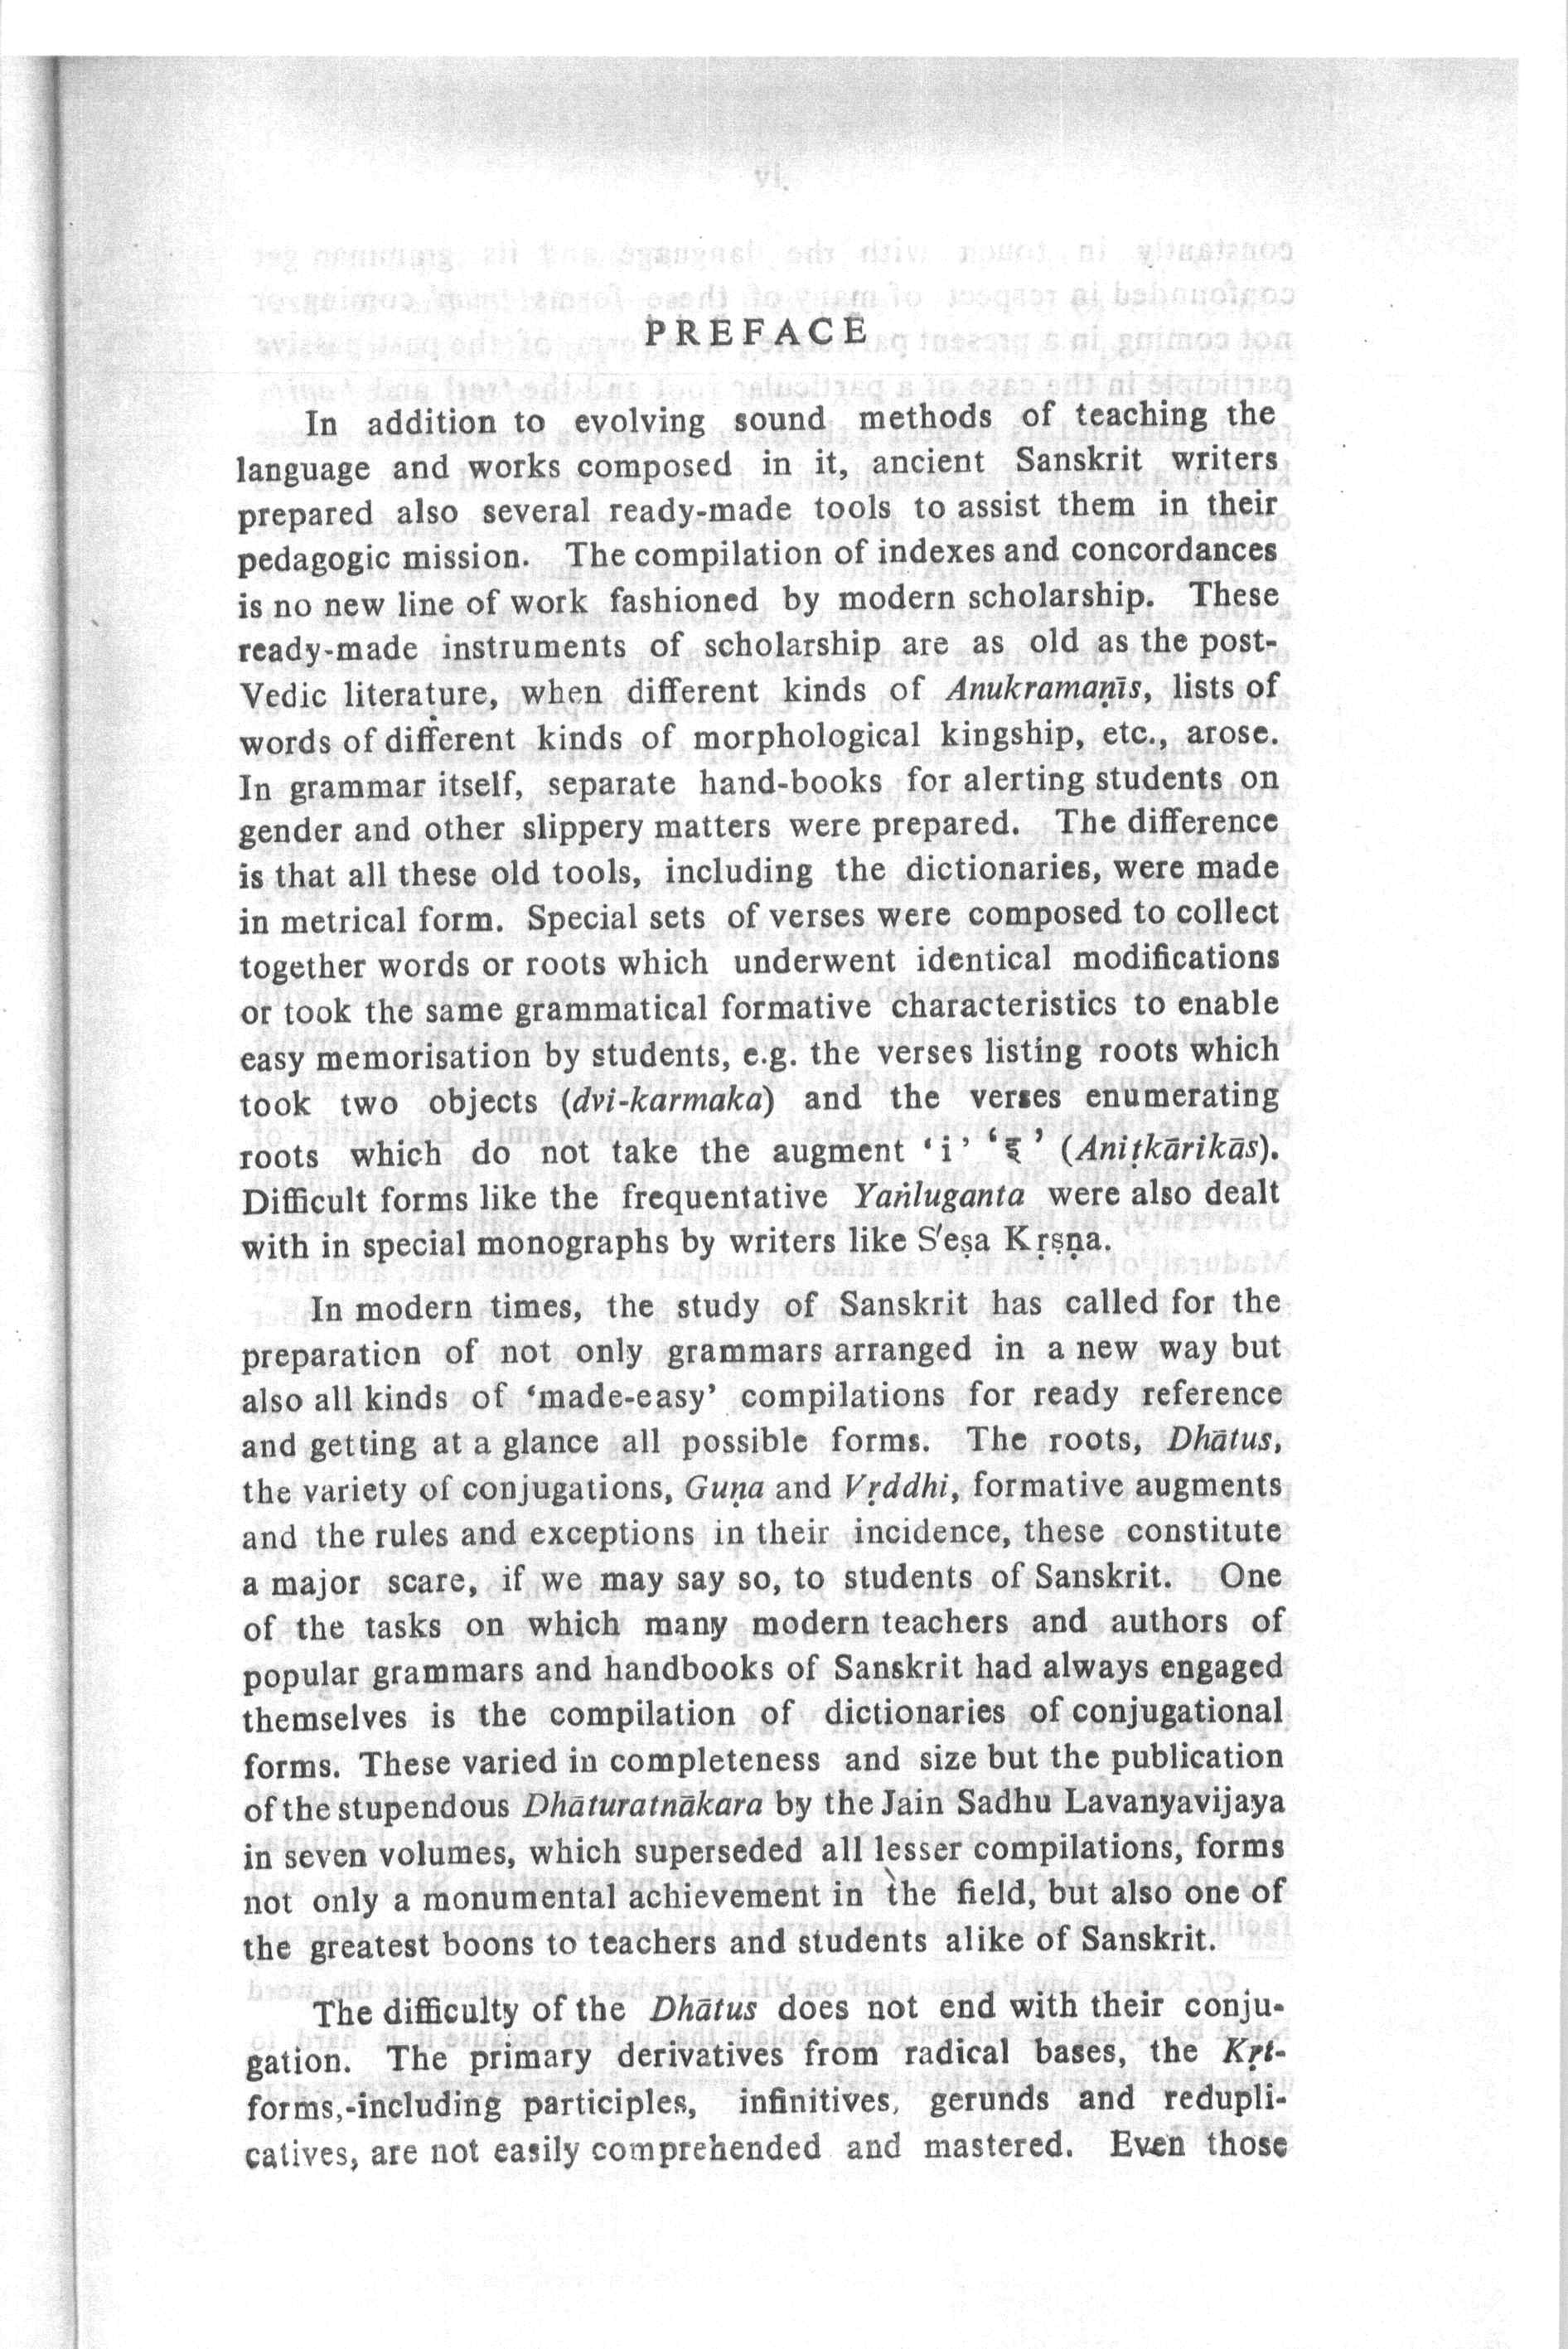 PREFACE
In addition to evolving sound methods of teaching the
language and works composed in it, ancient Sanskrit writers
prepared also several ready-made tools to assist them in their
pedagogic mission. The compilation of indexes and concordances
is no new line of work fashioned by modern scholarship. These
ready-made instruments of scholarship are as old as the post-
Vedic literature, when different kinds of Anukramaṇīs, lists of
words of different kinds of morphological kingship, etc., arose.
In grammar itself, separate hand-books for alerting students on
gender and other slippery matters were prepared. The difference
is that all these old tools, including the dictionaries, were made
in metrical form. Special sets of verses were composed to collect
together words or roots which underwent identical modifications
or took the same grammatical formative characteristics to enable
easy memorisation by students, e.g. the verses listing roots which
took two objects (dvi-karmaka) and the verses enumerating
roots which do not take the augment ‘i’ ‘इ’ (Aniṭkārikās).
Difficult forms like the frequentative Yaṅluganta were also dealt
with in special monographs by writers like S'eṣa Kṛṣṇa.
In modern times, the study of Sanskrit has called for the
preparation of not only grammars arranged in a new way but
also all kinds of ‘made-easy’ compilations for ready reference
and getting at a glance all possible forms. The roots, Dhātus,
the variety of conjugations, Guṇa and Vṛddhi, formative augments
and the rules and exceptions in their incidence, these constitute
a major scare, if we may say so, to students of Sanskrit. One
of the tasks on which many modern teachers and authors of
popular grammars and handbooks of Sanskrit had always engaged
themselves is the compilation of dictionaries of conjugational
forms. These varied in completeness and size but the publication
of the stupendous Dhāturatnākara by the Jain Sadhu Lavanyavijaya
in seven volumes, which superseded all lesser compilations, forms
not only a monumental achievement in the field, but also one of
the greatest boons to teachers and students alike of Sanskrit.
The difficulty of the Dhātus does not end with their conju-
gation. The primary derivatives from radical bases, the Kṛt-
forms,-including participles, infinitives, gerunds and redupli-
catives, are not easily comprehended and mastered. Even those